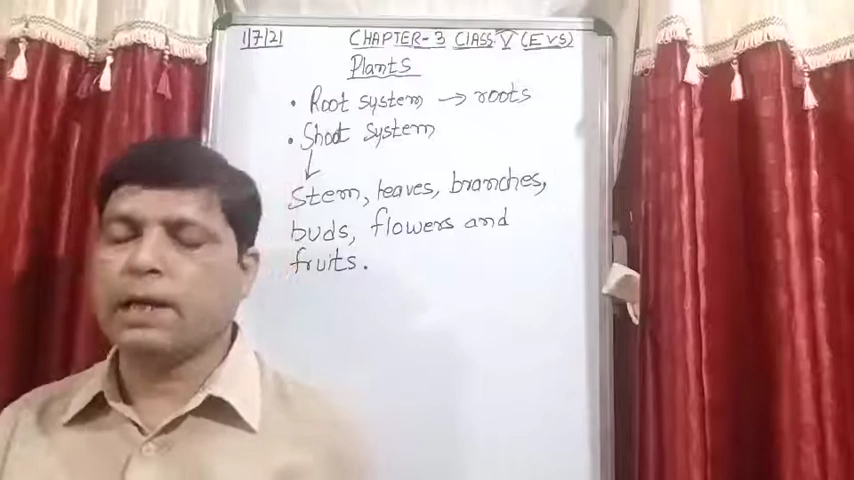 1/7/21 CHAPTER-3 CLASS-V (EVS)
Plants
• Root system → roots
• Shoot system
↓
Stem, leaves, branches,
buds, flowers and
fruits.